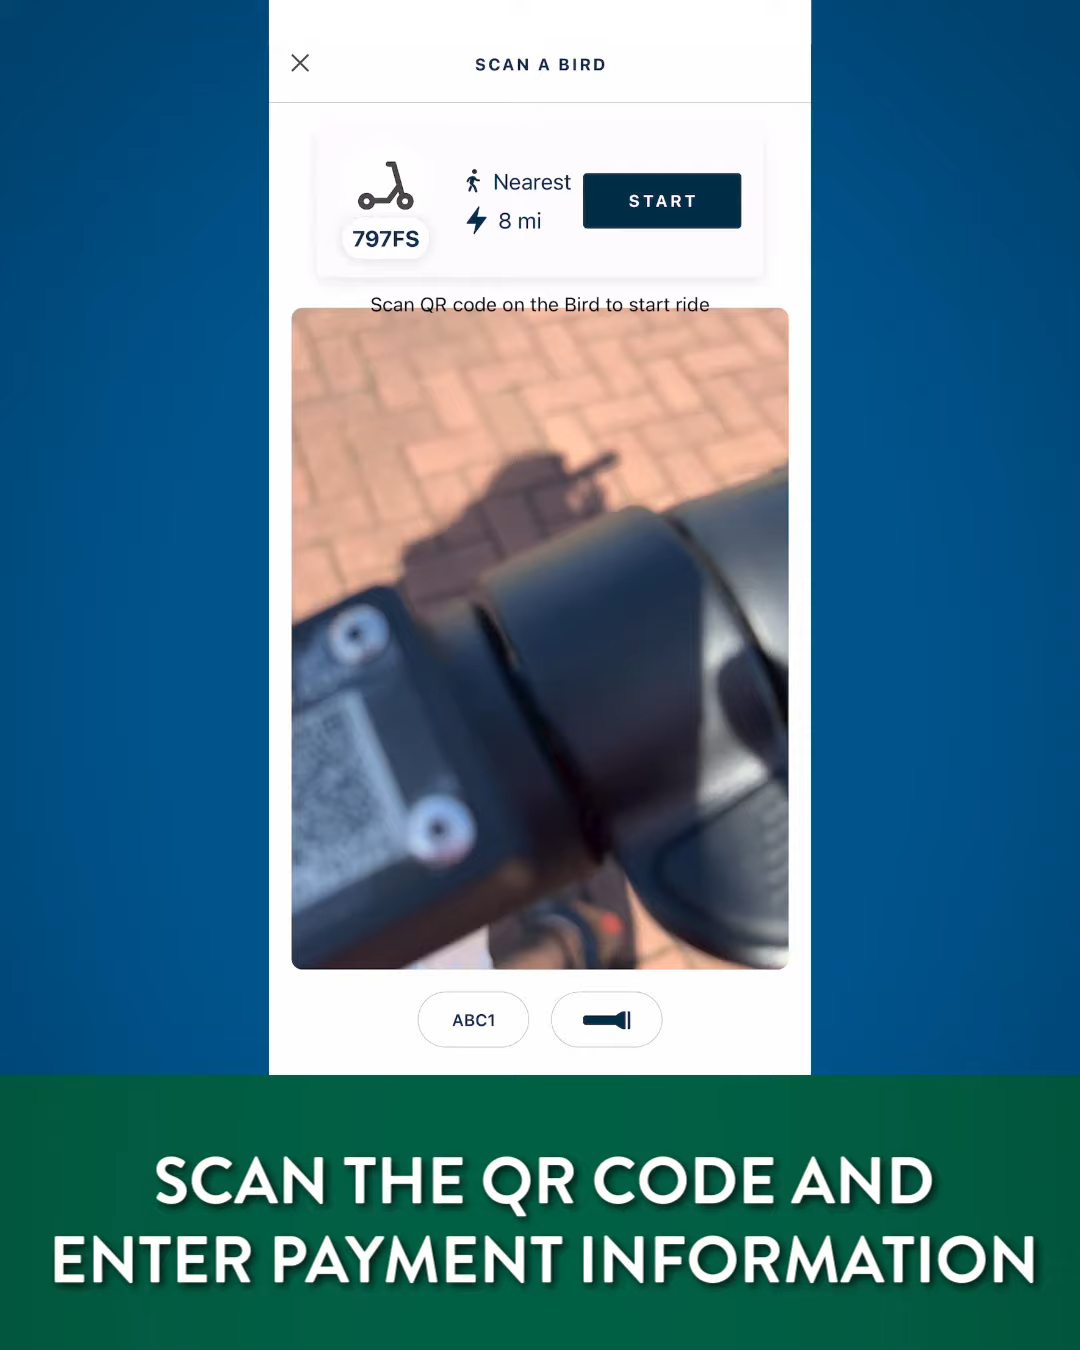 SCAN A BIRD
Nearest
START
8 mi
797FS
Scan QR code on the Bird to start ride
ABC1
SCAN THE QR CODE AND
ENTER PAYMENT INFORMATION